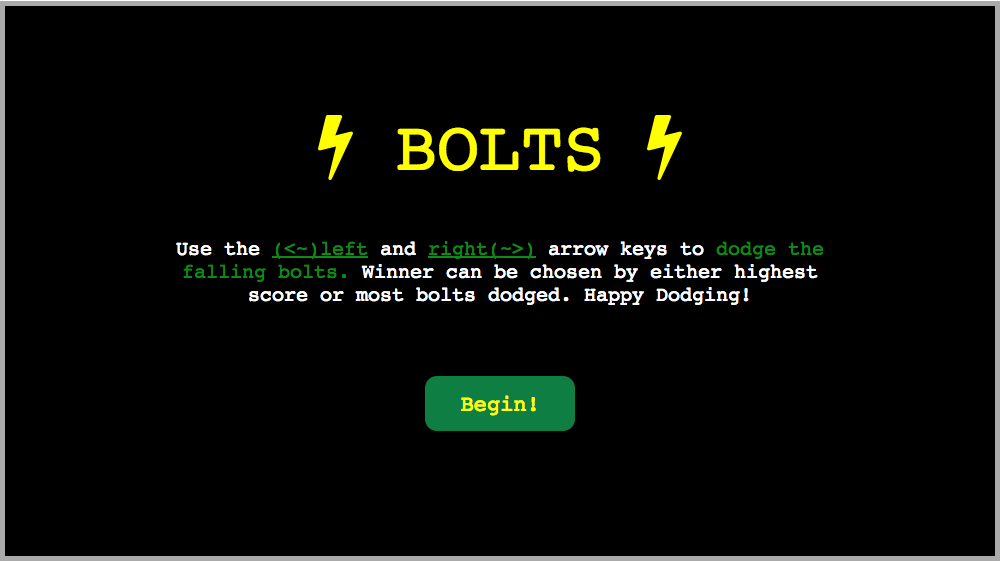 ⚡ BOLTS ⚡
Use the (<~)left and right(~>) arrow keys to dodge the
falling bolts. Winner can be chosen by either highest
score or most bolts dodged. Happy Dodging!
Begin!